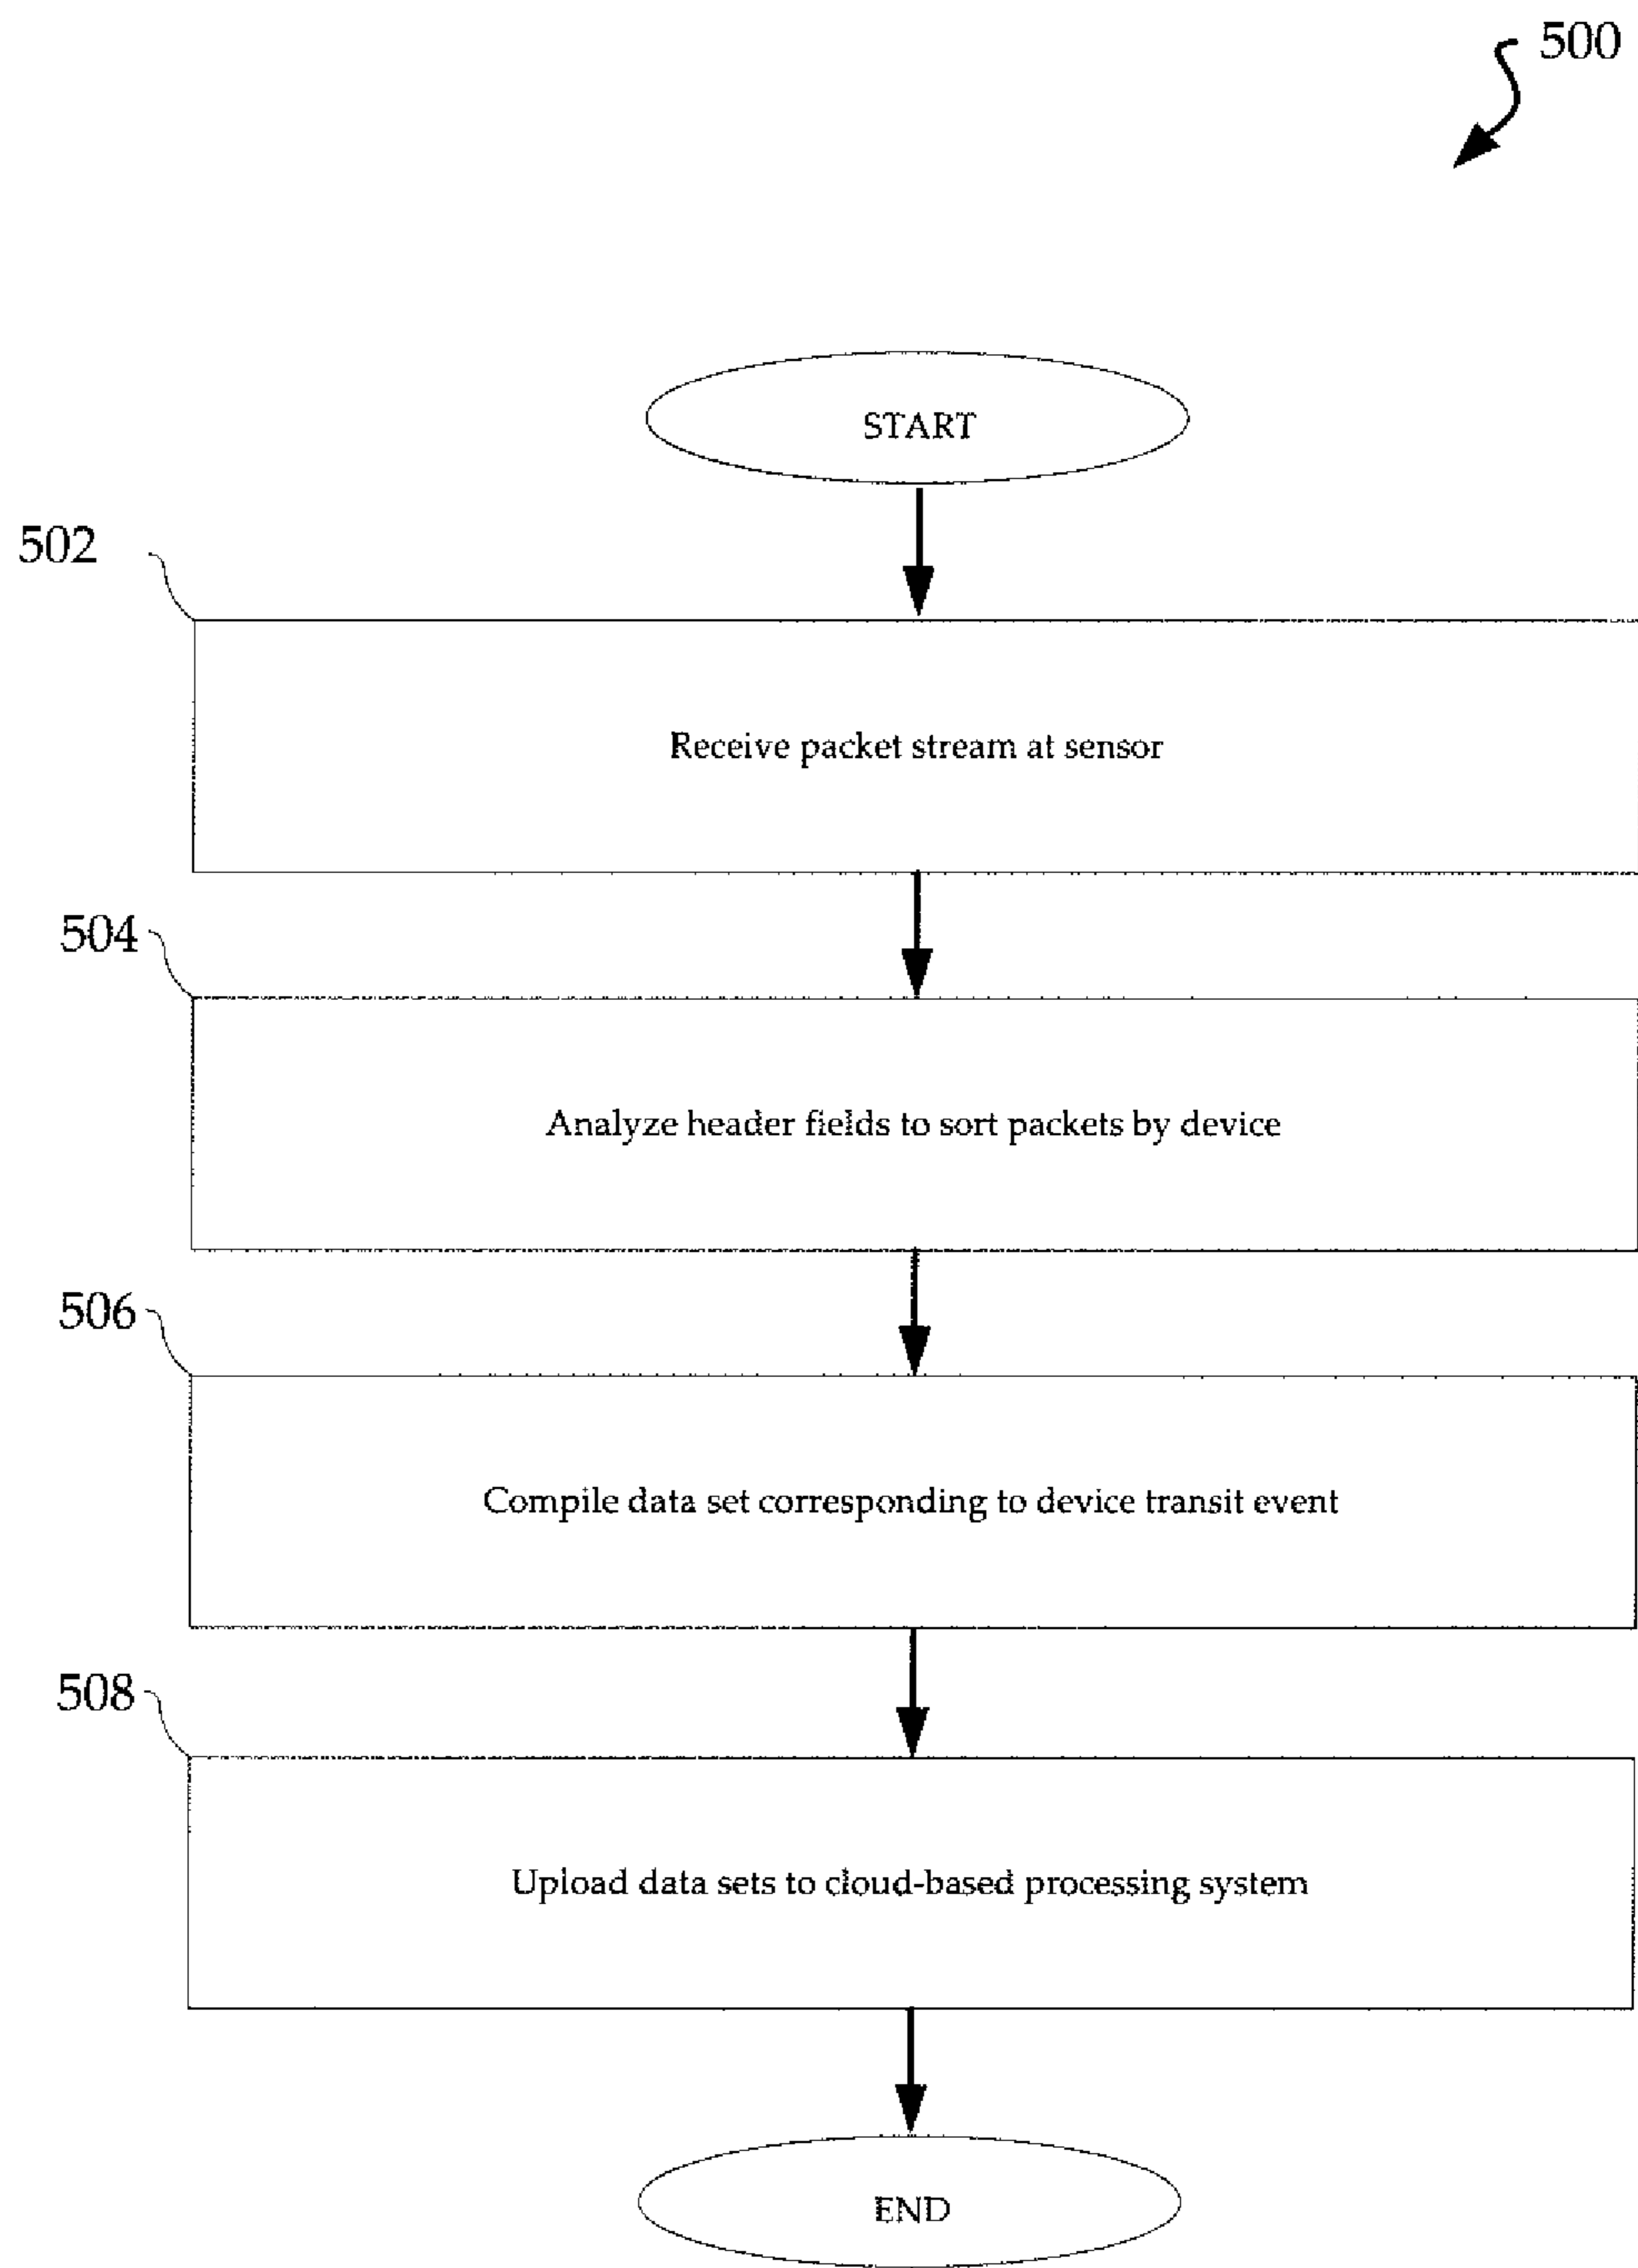 500
START
502
Receive packet stream at sensor
504
Analyze header fields to sort packets by device
506
Compile data set corresponding to device transit event
508
Upload data sets to cloud-based processing system
END